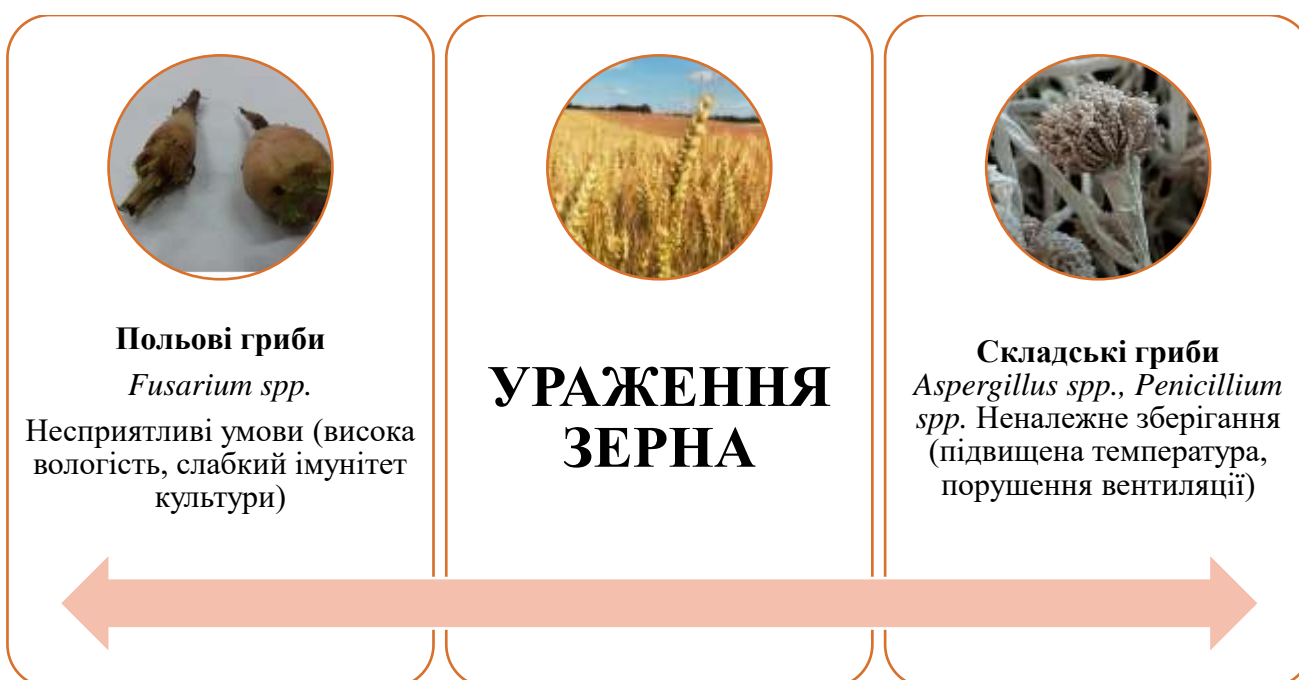 Польові гриби
Fusarium spp.
Несприятливі умови (висока
вологість, слабкий імунітет
культури)
УРАЖЕННЯ
ЗЕРНА
Складські гриби
Aspergillus spp., Penicillium
spp. Неналежне зберігання
(підвищена температура,
порушення вентиляції)